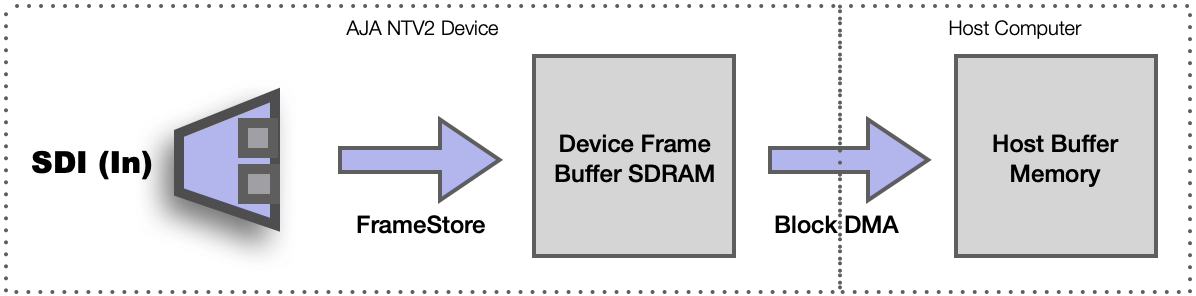 AJA NTV2 Device
Host Computer
SDI (In)
FrameStore
Device Frame
Buffer SDRAM
Block DMA
Host Buffer
Memory